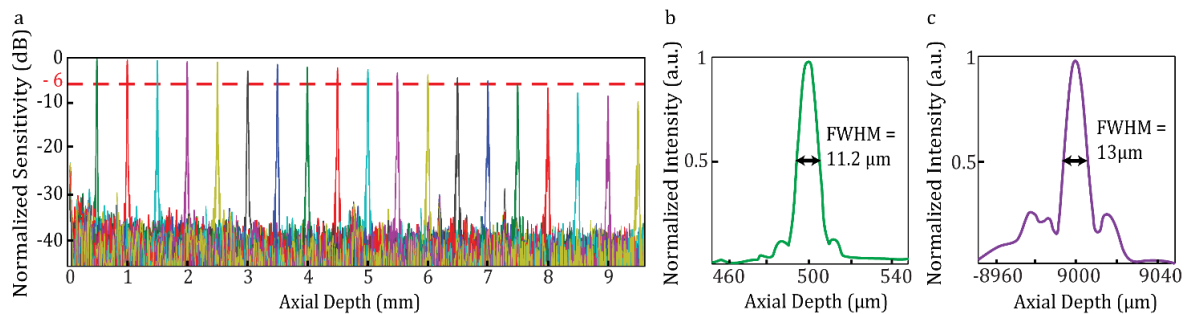 a
Normalized Sensitivity (dB)
0
- 6
-10
-20
-30
-40
0 1 2 3 4 5 6 7 8 9
Axial Depth (mm)
b
Normalized Intensity (a.u.)
1
0.5
FWHM =
11.2 μm
460 500 540
Axial Depth (μm)
c
Normalized Intensity (a.u.)
1
0.5
FWHM =
13μm
-8960 9000 9040
Axial Depth (μm)